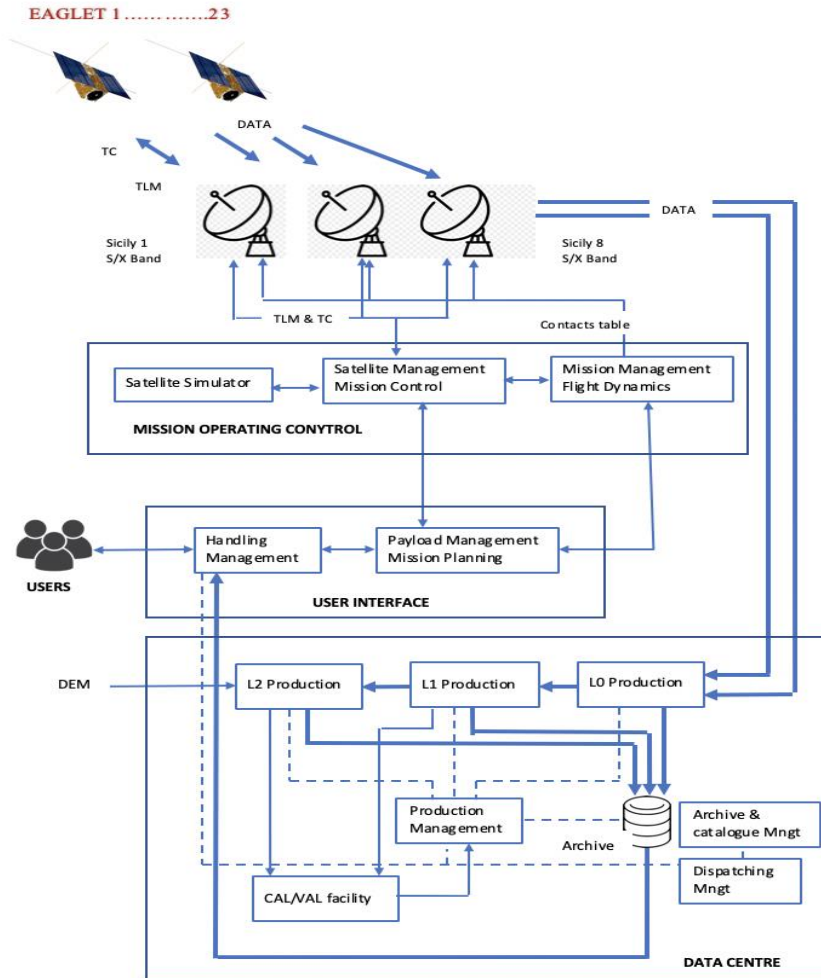 EAGLET 1 ...... .......23
DATA
TC
TLM
DATA
Sicily 1
S/X Band
Sicily 8
S/X Band
TLM & TC
Contacts table
Satellite Simulator
Satellite Management
Mission Control
Mission Management
Flight Dynamics
MISSION OPERATING CONYTROL
Handling
Management
Payload Management
Mission Planning
USERS
USER INTERFACE
DEM
L2 Production
L1 Production
L0 Production
Production
Management
Archive
Archive &
catalogue Mngt
Dispatching
Mngt
CAL/VAL facility
DATA CENTRE